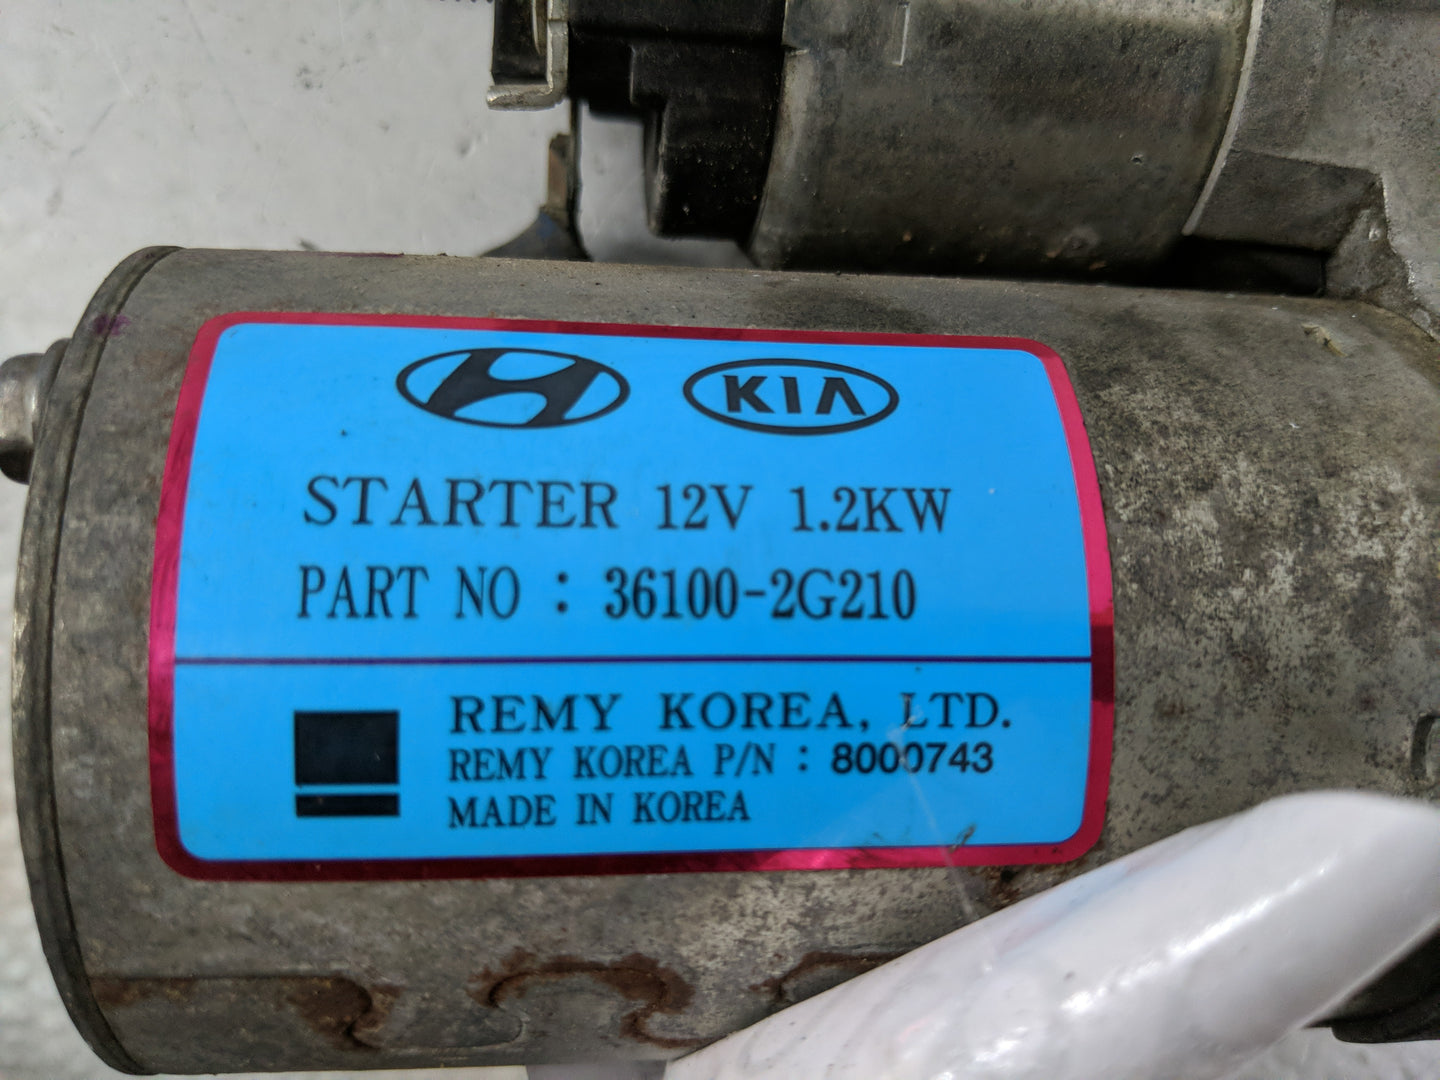 KIA
STARTER 12V 1.2KW
PART NO : 36100-2G210
REMY KOREA, LTD.
REMY KOREA P/N : 8000743
MADE IN KOREA